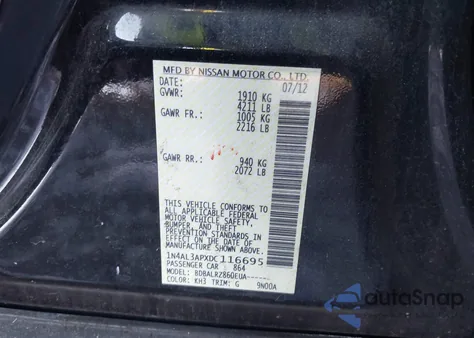 MFD BY NISSAN MOTOR CO., LTD.
DATE: 07/12
GVWR: 1910 KG
4211 LB
GAWR FR.: 1005 KG
2216 LB
GAWR RR.: 940 KG
2072 LB
THIS VEHICLE CONFORMS TO
ALL APPLICABLE FEDERAL
MOTOR VEHICLE SAFETY,
BUMPER, AND THEFT
PREVENTION STANDARDS
IN EFFECT ON THE DATE OF
MANUFACTURE SHOWN ABOVE.
1N4AL3APXDC116695
PASSENGER CAR 864
MODEL: BDBALRZ860EUA------
COLOR: KH3 TRIM: G 9N00A
AutoSnap